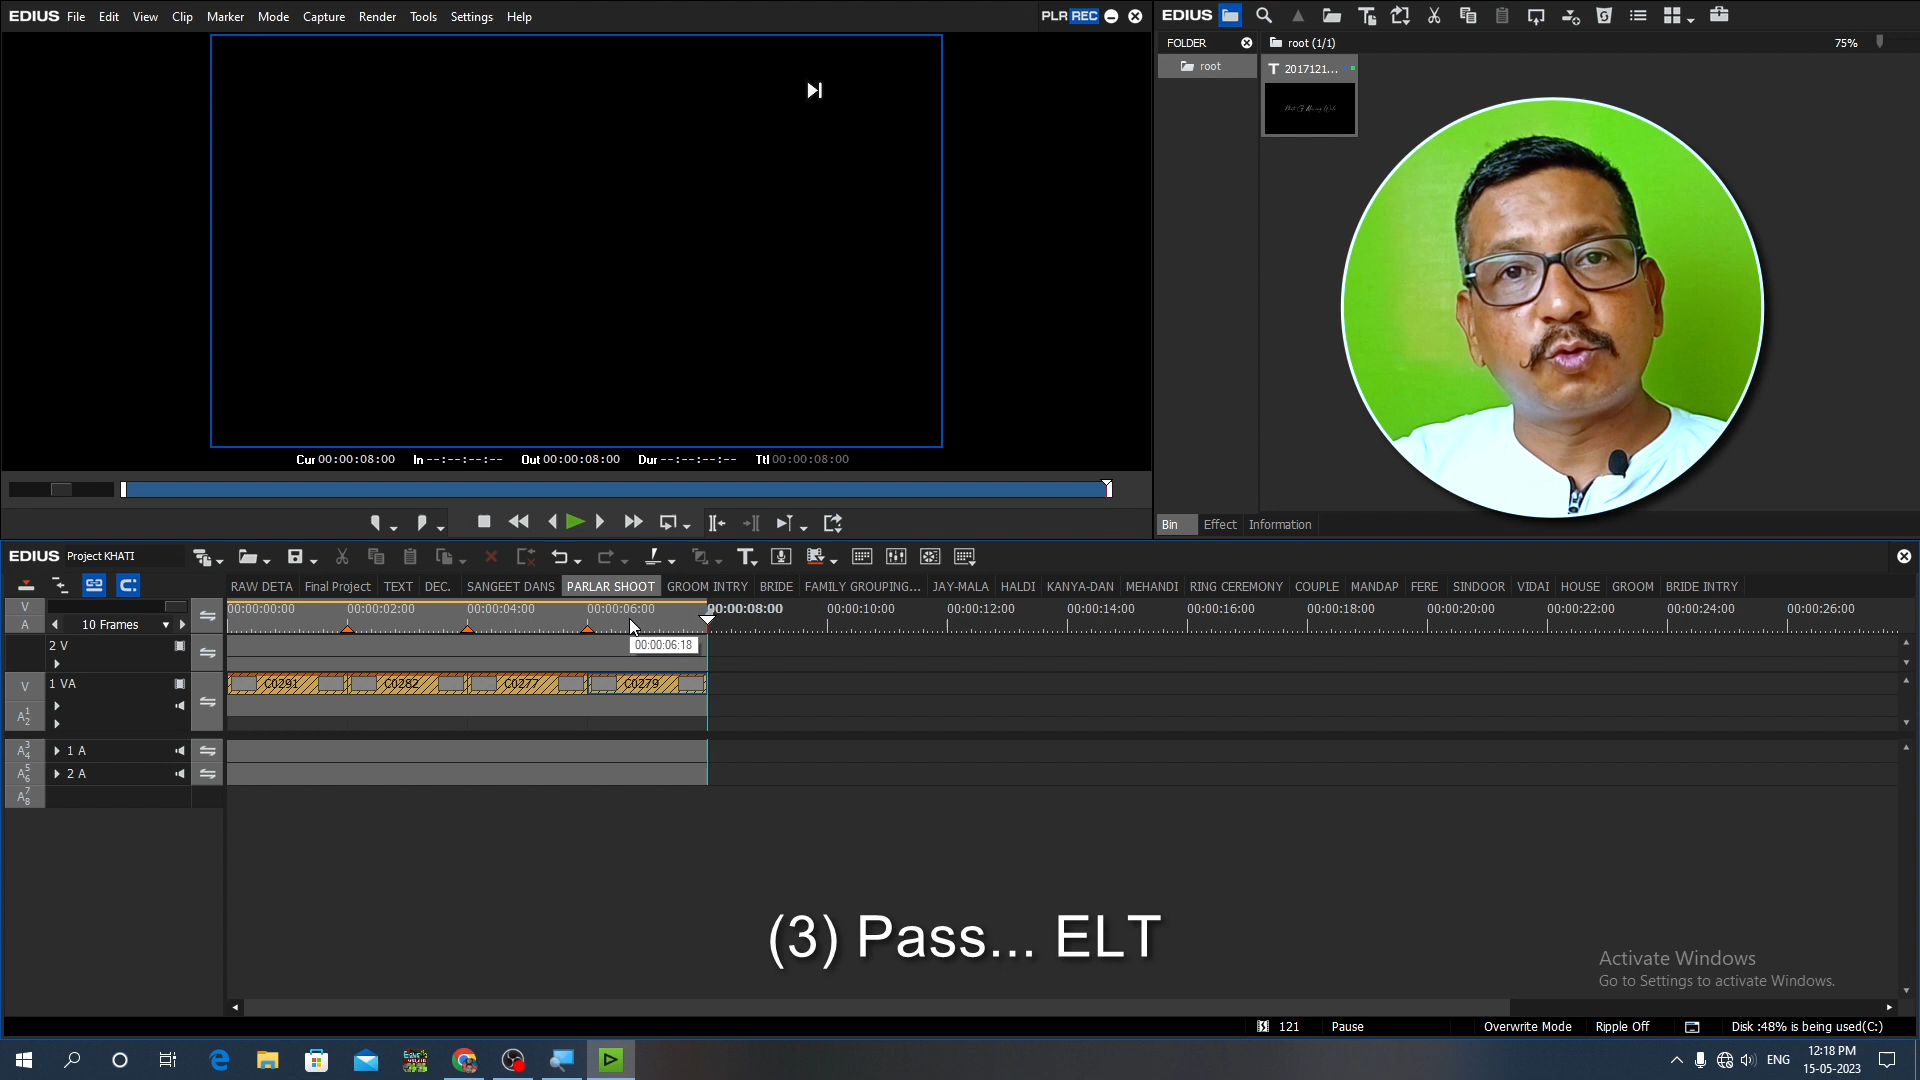 EDIUS File Edit View Clip Marker Mode Capture Render Tools Settings Help
PLR REC
EDIUS
FOLDER
root (1/1)
75%
root
T 2017121...
Cur 00:00:08:00 In --:--:--:-- Out 00:00:08:00 Dur --:--:--:-- Ttl 00:00:08:00
Bin Effect Information
EDIUS Project KHATI
RAW DETA Final Project TEXT DEC. SANGEET DANS PARLAR SHOOT GROOM INTRY BRIDE FAMILY GROUPING... JAY-MALA HALDI KANYA-DAN MEHANDI RING CEREMONY COUPLE MANDAP FERE SINDOOR VIDAI HOUSE GROOM BRIDE INTRY
V
A
10 Frames
00:00:00:00 00:00:02:00 00:00:04:00 00:00:06:00 00:00:08:00 00:00:10:00 00:00:12:00 00:00:14:00 00:00:16:00 00:00:18:00 00:00:20:00 00:00:22:00 00:00:24:00 00:00:26:00
2 V
00:00:06:18
V 1 VA C0291 C0282 C0277 C0279
A 1 2
A 3 4 1 A
A 5 6 2 A
A 7 8
(3) Pass... ELT
Activate Windows
Go to Settings to activate Windows.
121 Pause Overwrite Mode Ripple Off Disk :48% is being used(C:)
ENG
12:18 PM
15-05-2023